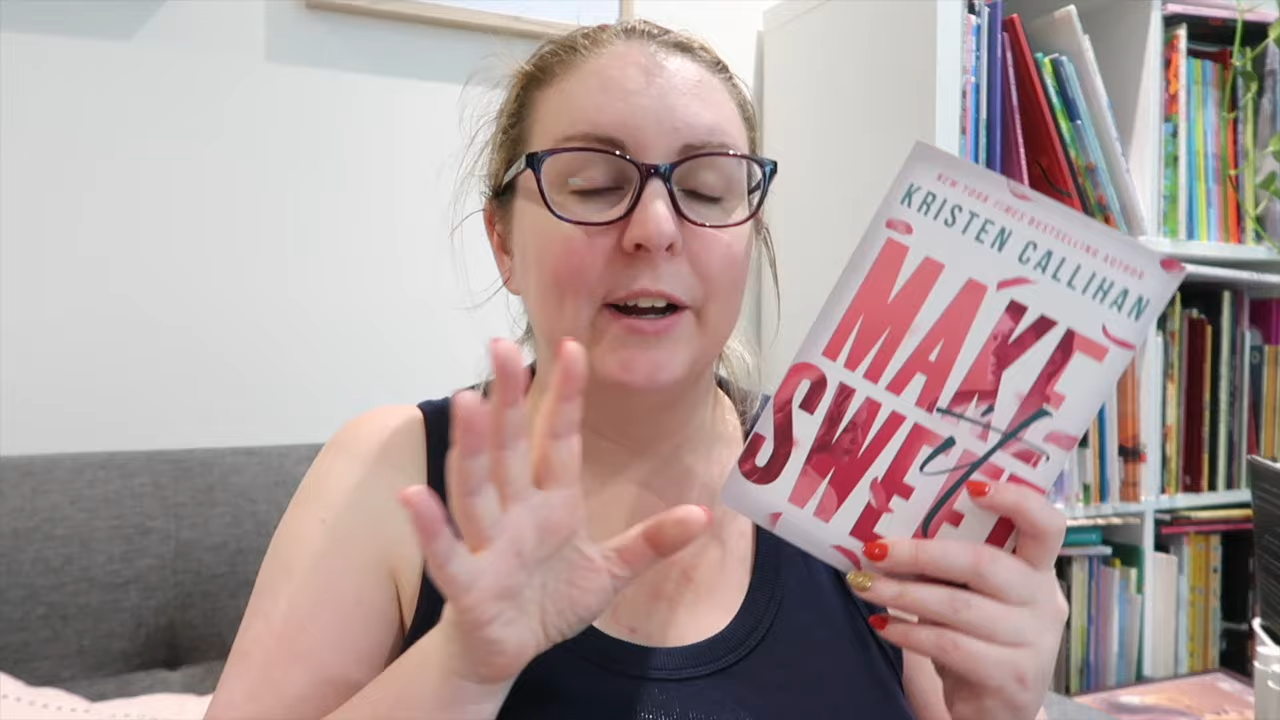 NEW YORK TIMES BESTSELLING AUTHOR
KRISTEN CALLIHAN
MAKE
It
SWEET